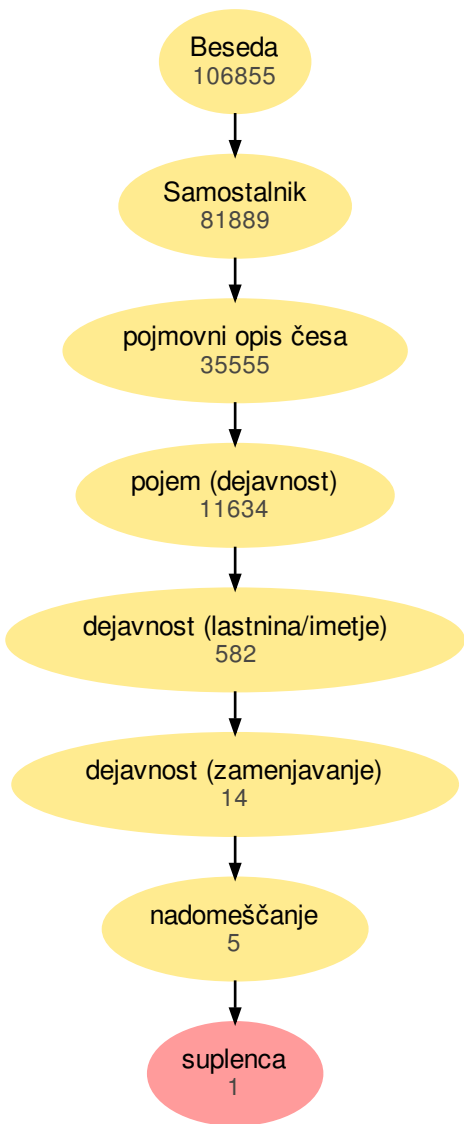 Beseda
106855
Samostalnik
81889
pojmovni opis česa
35555
pojem (dejavnost)
11634
dejavnost (lastnina/imetje)
582
dejavnost (zamenjavanje)
14
nadomeščanje
5
suplenca
1